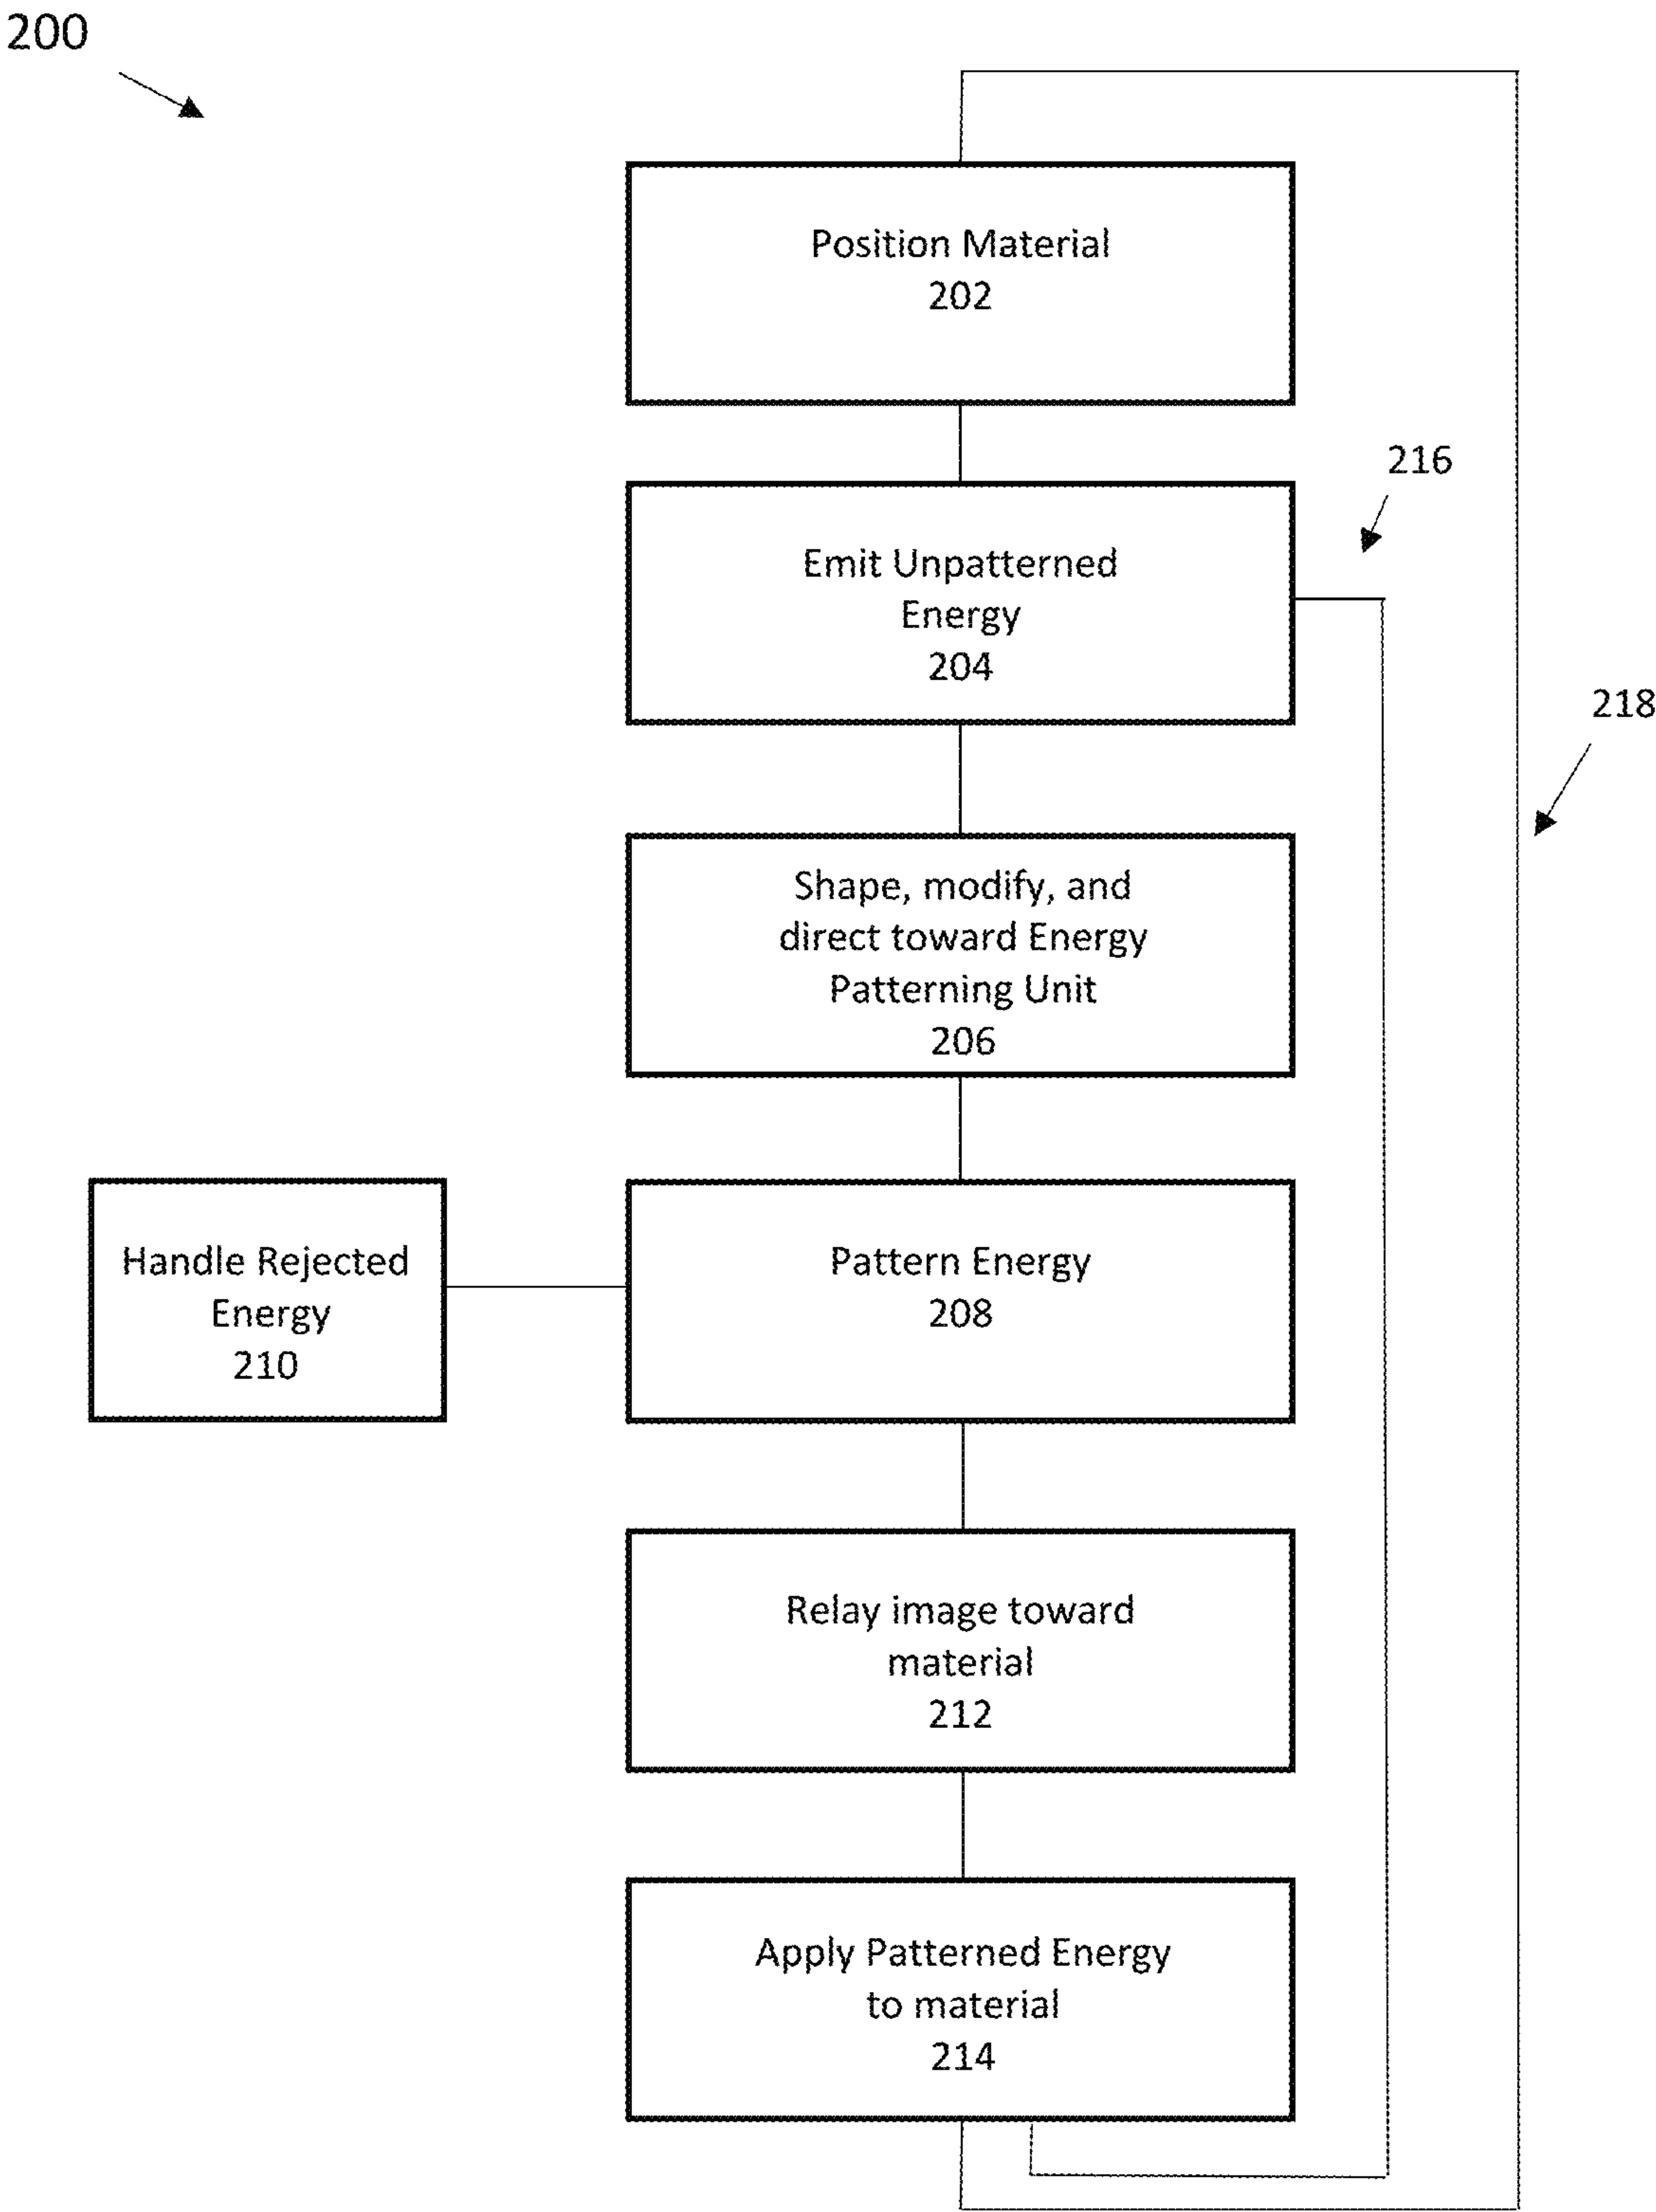 200
Position Material
202
216
Emit Unpatterned
Energy
204
218
Shape, modify, and
direct toward Energy
Patterning Unit
206
Handle Rejected
Energy
210
Pattern Energy
208
Relay image toward
material
212
Apply Patterned Energy
to material
214